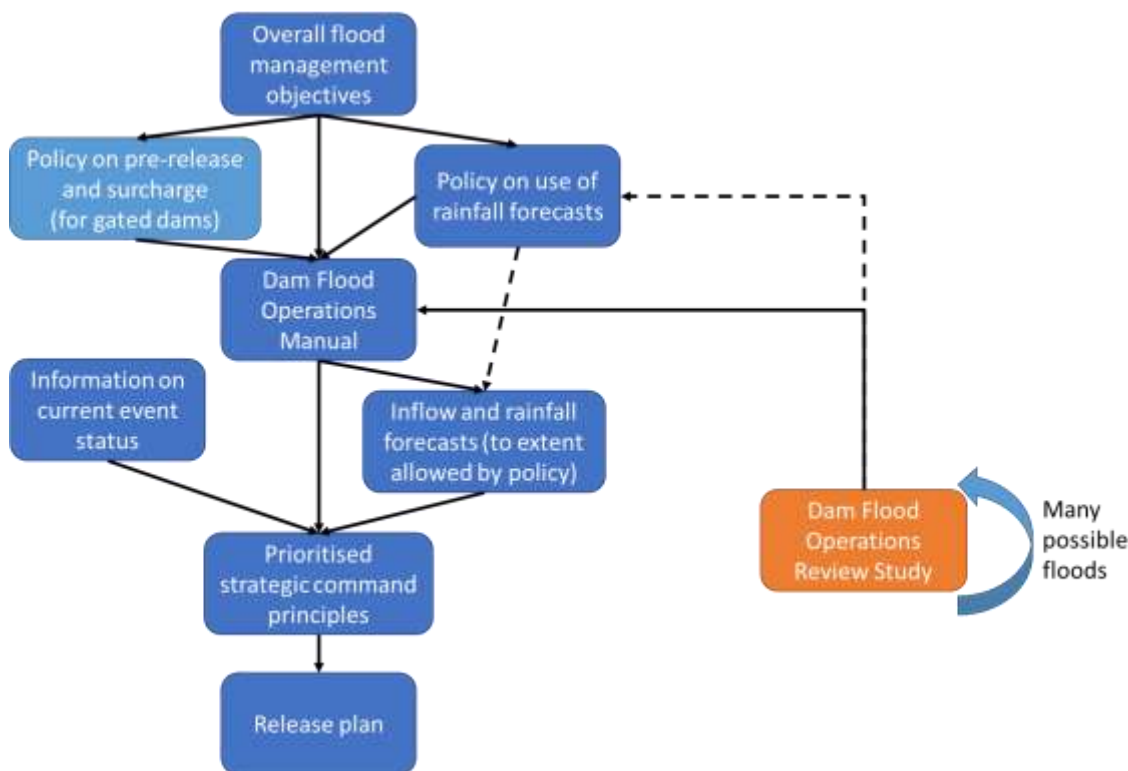 Overall flood
management
objectives
Policy on pre-release
and surcharge
(for gated dams)
Policy on use of
rainfall forecasts
Dam Flood
Operations
Manual
Information on
current event
status
Inflow and rainfall
forecasts (to extent
allowed by policy)
Dam Flood
Operations
Review Study
Many
possible
floods
Prioritised
strategic command
principles
Release plan